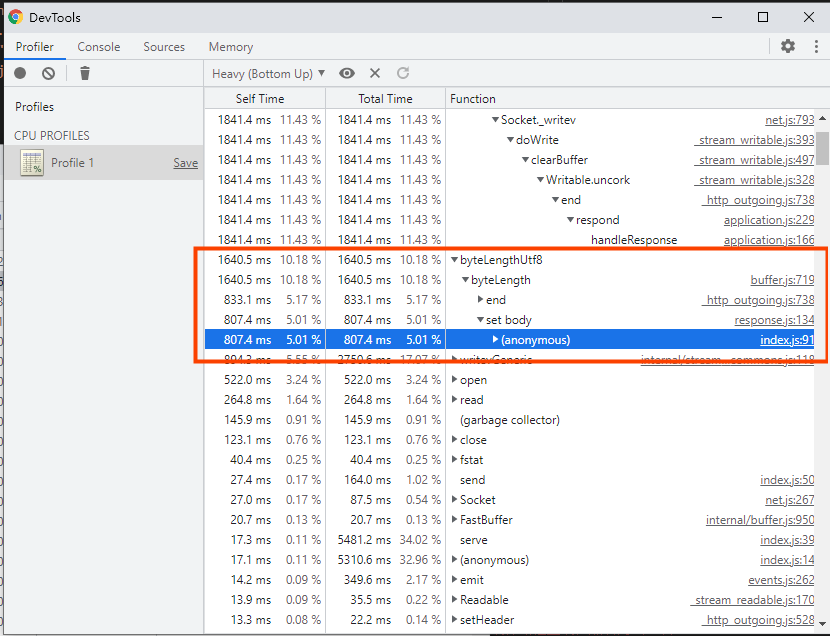 DevTools
Profiler Console Sources Memory
Heavy (Bottom Up) ▼
Profiles
CPU PROFILES
Profile 1 Save
Self Time Total Time Function
1841.4 ms 11.43 % 1841.4 ms 11.43 % ▼Socket._writev net.js:793
1841.4 ms 11.43 % 1841.4 ms 11.43 % ▼doWrite _stream_writable.js:393
1841.4 ms 11.43 % 1841.4 ms 11.43 % ▼clearBuffer _stream_writable.js:497
1841.4 ms 11.43 % 1841.4 ms 11.43 % ▼Writable.uncork _stream_writable.js:328
1841.4 ms 11.43 % 1841.4 ms 11.43 % ▼end _http_outgoing.js:738
1841.4 ms 11.43 % 1841.4 ms 11.43 % ▼respond application.js:229
1841.4 ms 11.43 % 1841.4 ms 11.43 % handleResponse application.js:166
1640.5 ms 10.18 % 1640.5 ms 10.18 % ▼byteLengthUtf8
1640.5 ms 10.18 % 1640.5 ms 10.18 % ▼byteLength buffer.js:719
833.1 ms 5.17 % 833.1 ms 5.17 % ▶end _http_outgoing.js:738
807.4 ms 5.01 % 807.4 ms 5.01 % ▼set body response.js:134
807.4 ms 5.01 % 807.4 ms 5.01 % ▶(anonymous) index.js:91
894.3 ms 5.55 % 2750.6 ms 17.07 % ▶writevGeneric internal/stream_commons.js:118
522.0 ms 3.24 % 522.0 ms 3.24 % ▶open
264.8 ms 1.64 % 264.8 ms 1.64 % ▶read
145.9 ms 0.91 % 145.9 ms 0.91 % (garbage collector)
123.1 ms 0.76 % 123.1 ms 0.76 % ▶close
40.4 ms 0.25 % 40.4 ms 0.25 % ▶fstat
27.4 ms 0.17 % 164.0 ms 1.02 % send index.js:50
27.0 ms 0.17 % 87.5 ms 0.54 % ▶Socket net.js:267
20.7 ms 0.13 % 20.7 ms 0.13 % ▶FastBuffer internal/buffer.js:950
17.3 ms 0.11 % 5481.2 ms 34.02 % serve index.js:39
17.1 ms 0.11 % 5310.6 ms 32.96 % ▶(anonymous) index.js:14
14.2 ms 0.09 % 349.6 ms 2.17 % ▶emit events.js:262
13.9 ms 0.09 % 35.5 ms 0.22 % ▶Readable _stream_readable.js:170
13.3 ms 0.08 % 22.2 ms 0.14 % ▶setHeader _http_outgoing.js:528